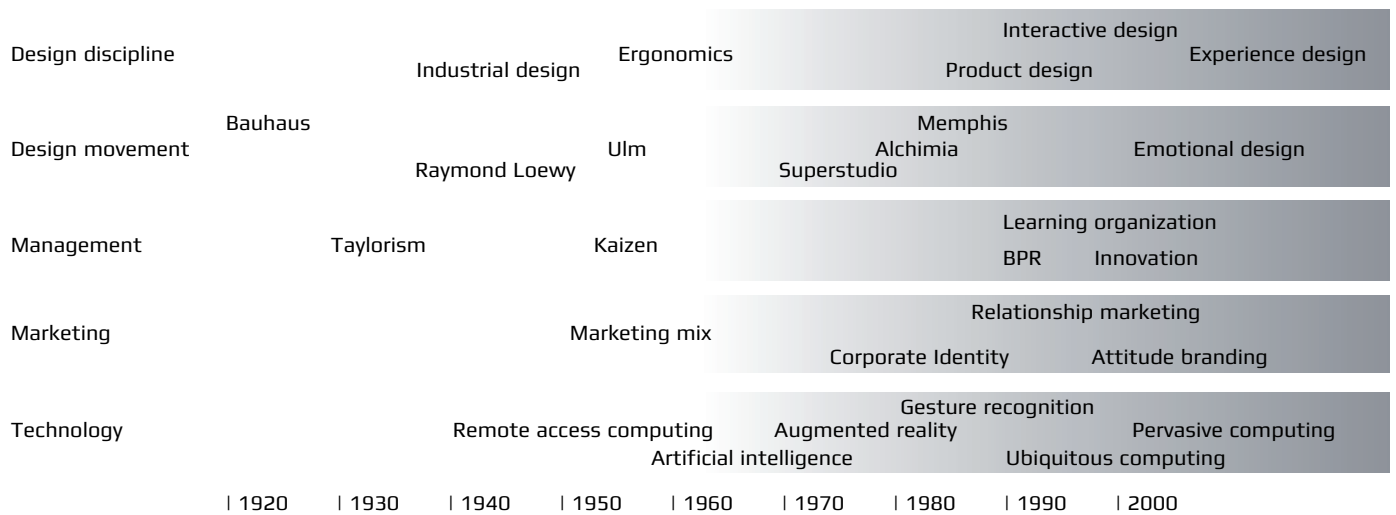 Interactive design
Design discipline Ergonomics Experience design
Industrial design Product design
Bauhaus Memphis
Design movement Ulm Alchimia Emotional design
Raymond Loewy Superstudio
Learning organization
Management Taylorism Kaizen
BPR Innovation
Relationship marketing
Marketing Marketing mix
Corporate Identity Attitude branding
Gesture recognition
Technology Remote access computing Augmented reality Pervasive computing
Artificial intelligence Ubiquitous computing
| 1920 | 1930 | 1940 | 1950 | 1960 | 1970 | 1980 | 1990 | 2000